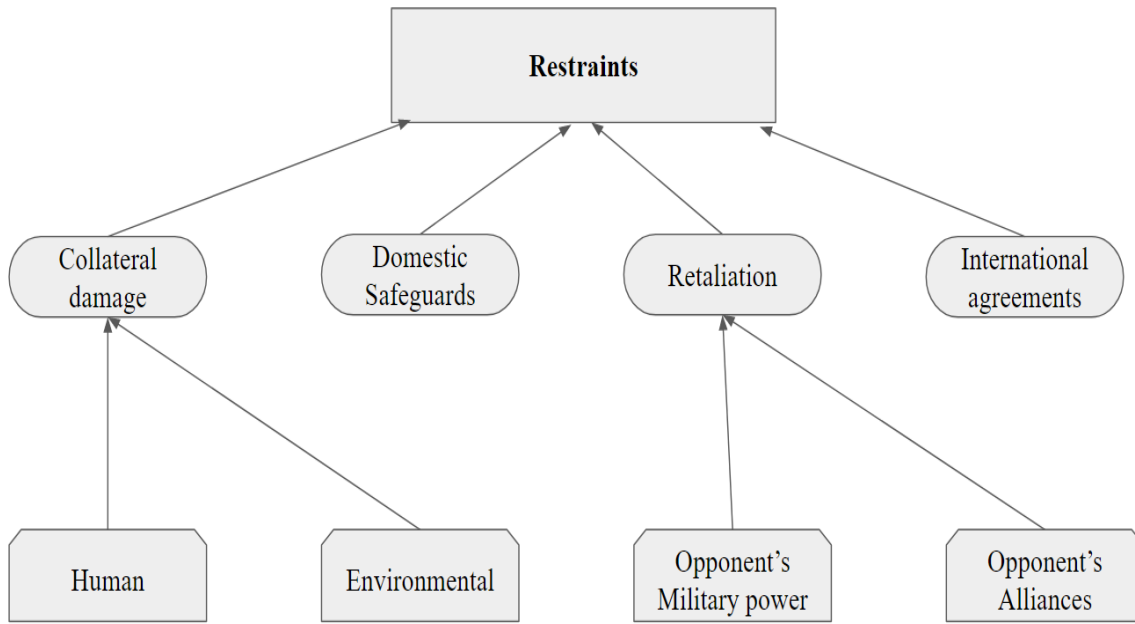 Restraints
Collateral
damage
Domestic
Safeguards
Retaliation
International
agreements
Human
Environmental
Opponent’s
Military power
Opponent’s
Alliances